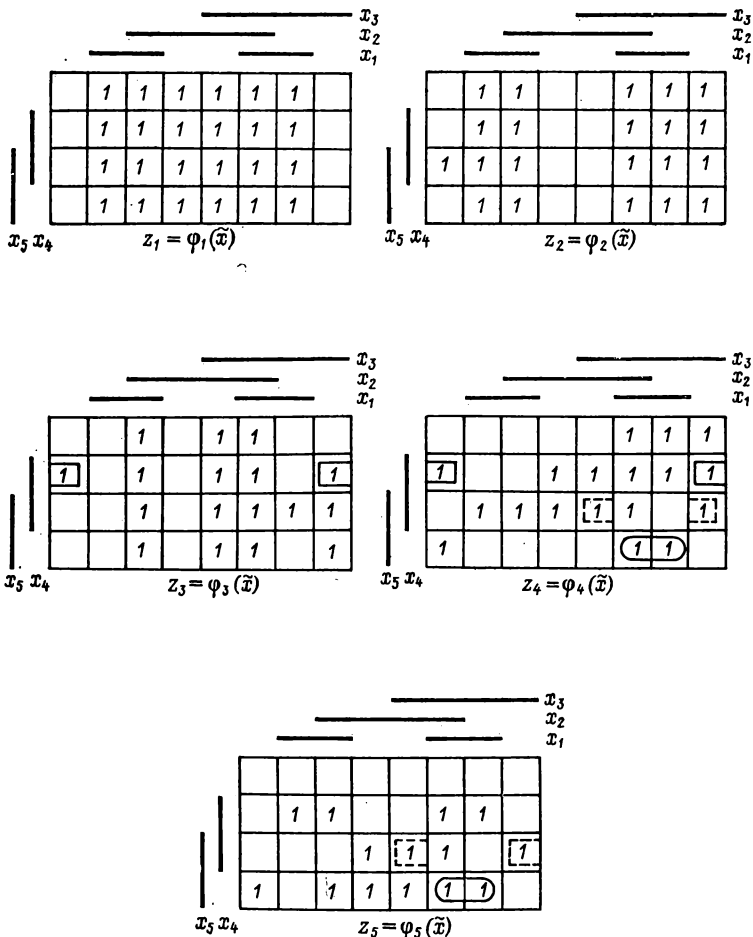 x₃
x₂
x₁
1 1 1 1 1 1
1 1 1 1 1 1
1 1 1 1 1 1
1 1 1 1 1 1
x₅ x₄
z₁ = φ₁(x̃)
x₃
x₂
x₁
1 1 1 1 1
1 1 1 1 1
1 1 1 1 1 1
1 1 1 1 1
x₅ x₄
z₂ = φ₂(x̃)
x₃
x₂
x₁
1 1 1
1 1 1 1 1
1 1 1 1 1
1 1 1 1
x₅ x₄
z₃ = φ₃(x̃)
x₃
x₂
x₁
1 1 1
1 1 1 1 1 1
1 1 1 1 1 1
1 1 1
x₅ x₄
z₄ = φ₄(x̃)
x₃
x₂
x₁
1 1 1 1
1 1 1 1
1 1 1 1 1 1
x₅ x₄
z₅ = φ₅(x̃)